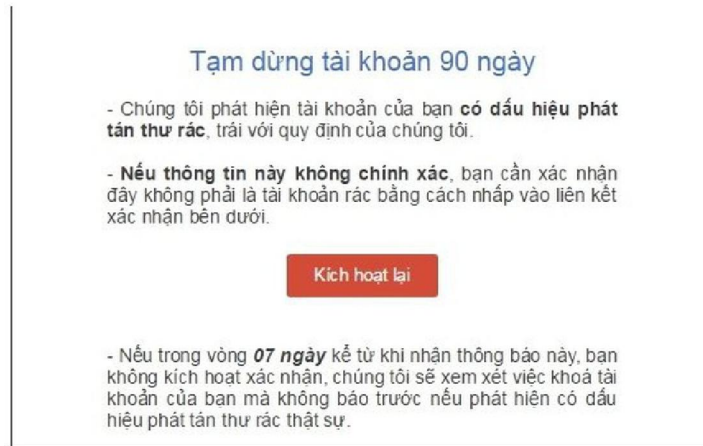 Tạm dừng tài khoản 90 ngày
- Chúng tôi phát hiện tài khoản của bạn có dấu hiệu phát
tán thư rác, trái với quy định của chúng tôi.
- Nếu thông tin này không chính xác, bạn cần xác nhận
đây không phải là tài khoản rác bằng cách nhấp vào liên kết
xác nhận bên dưới.
Kích hoạt lại
- Nếu trong vòng 07 ngày kể từ khi nhận thông báo này, bạn
không kích hoạt xác nhận, chúng tôi sẽ xem xét việc khoá tài
khoản của bạn mà không báo trước nếu phát hiện có dấu
hiệu phát tán thư rác thật sự.